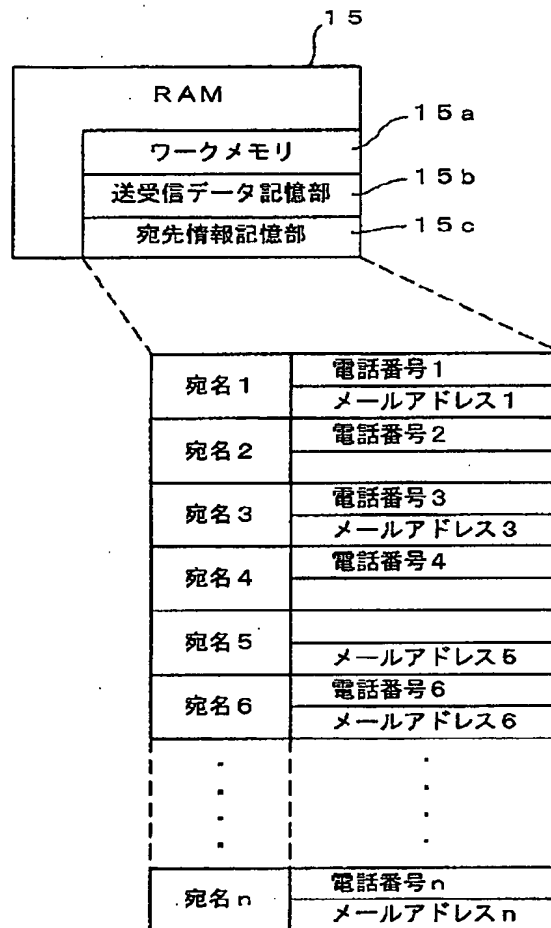 15
RAM
15a
ワークメモリ
15b
送受信データ記憶部
15c
宛先情報記憶部
宛名1
電話番号1
メールアドレス1
宛名2
電話番号2
宛名3
電話番号3
メールアドレス3
宛名4
電話番号4
宛名5
メールアドレス5
宛名6
電話番号6
メールアドレス6
宛名n
電話番号n
メールアドレスn